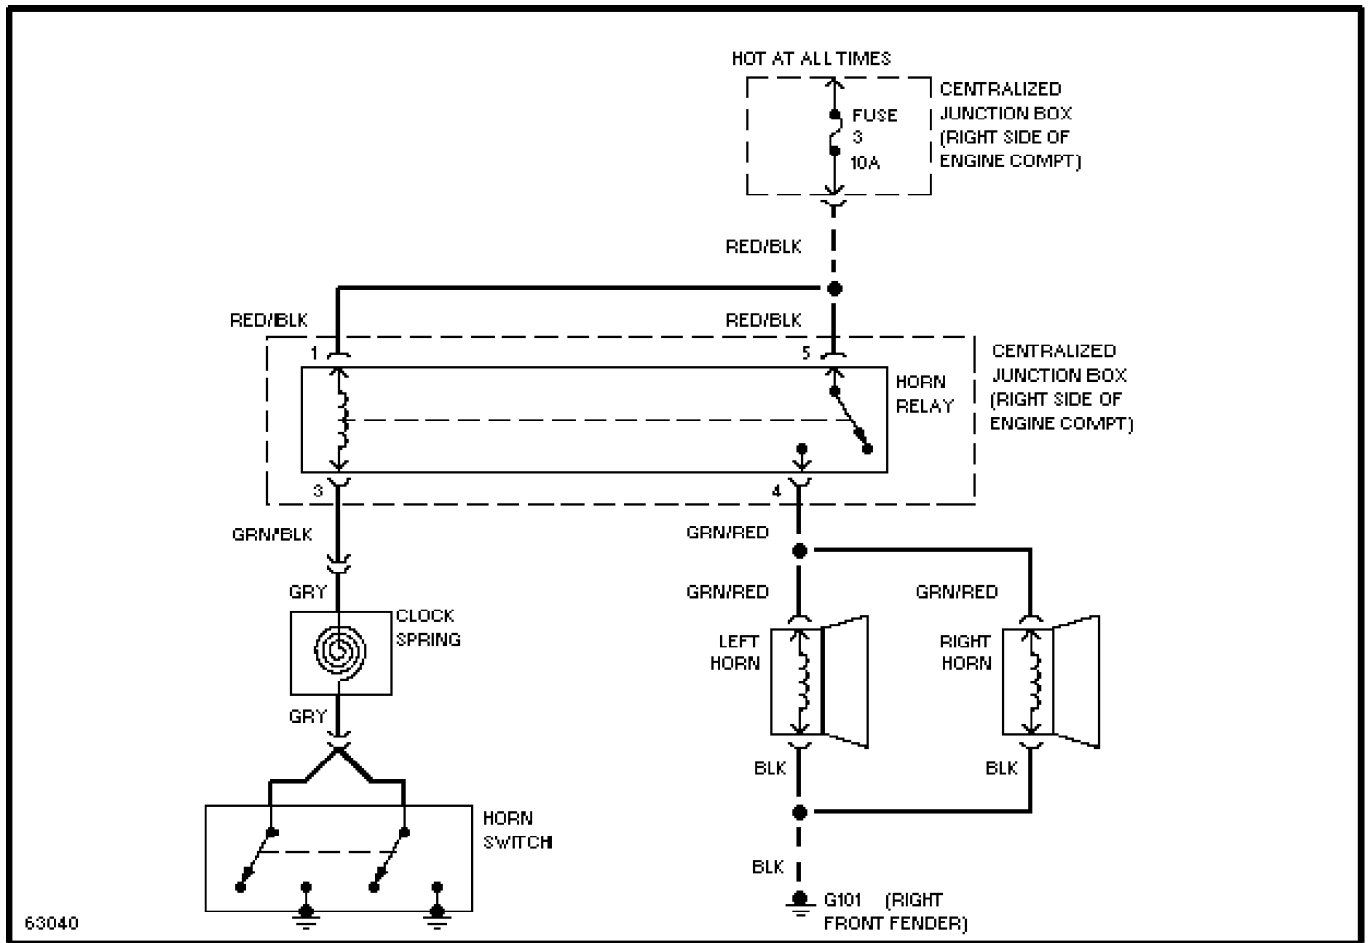 HOT AT ALL TIMES
CENTRALIZED
JUNCTION BOX
(RIGHT SIDE OF
ENGINE COMPT)
FUSE
3
10A
RED/BLK
RED/BLK
RED/BLK
1
5
HORN
RELAY
CENTRALIZED
JUNCTION BOX
(RIGHT SIDE OF
ENGINE COMPT)
3
4
GRN/BLK
GRN/RED
GRY
CLOCK
SPRING
GRN/RED
GRN/RED
LEFT
HORN
RIGHT
HORN
GRY
BLK
BLK
HORN
SWITCH
BLK
G101 (RIGHT
FRONT FENDER)
63040